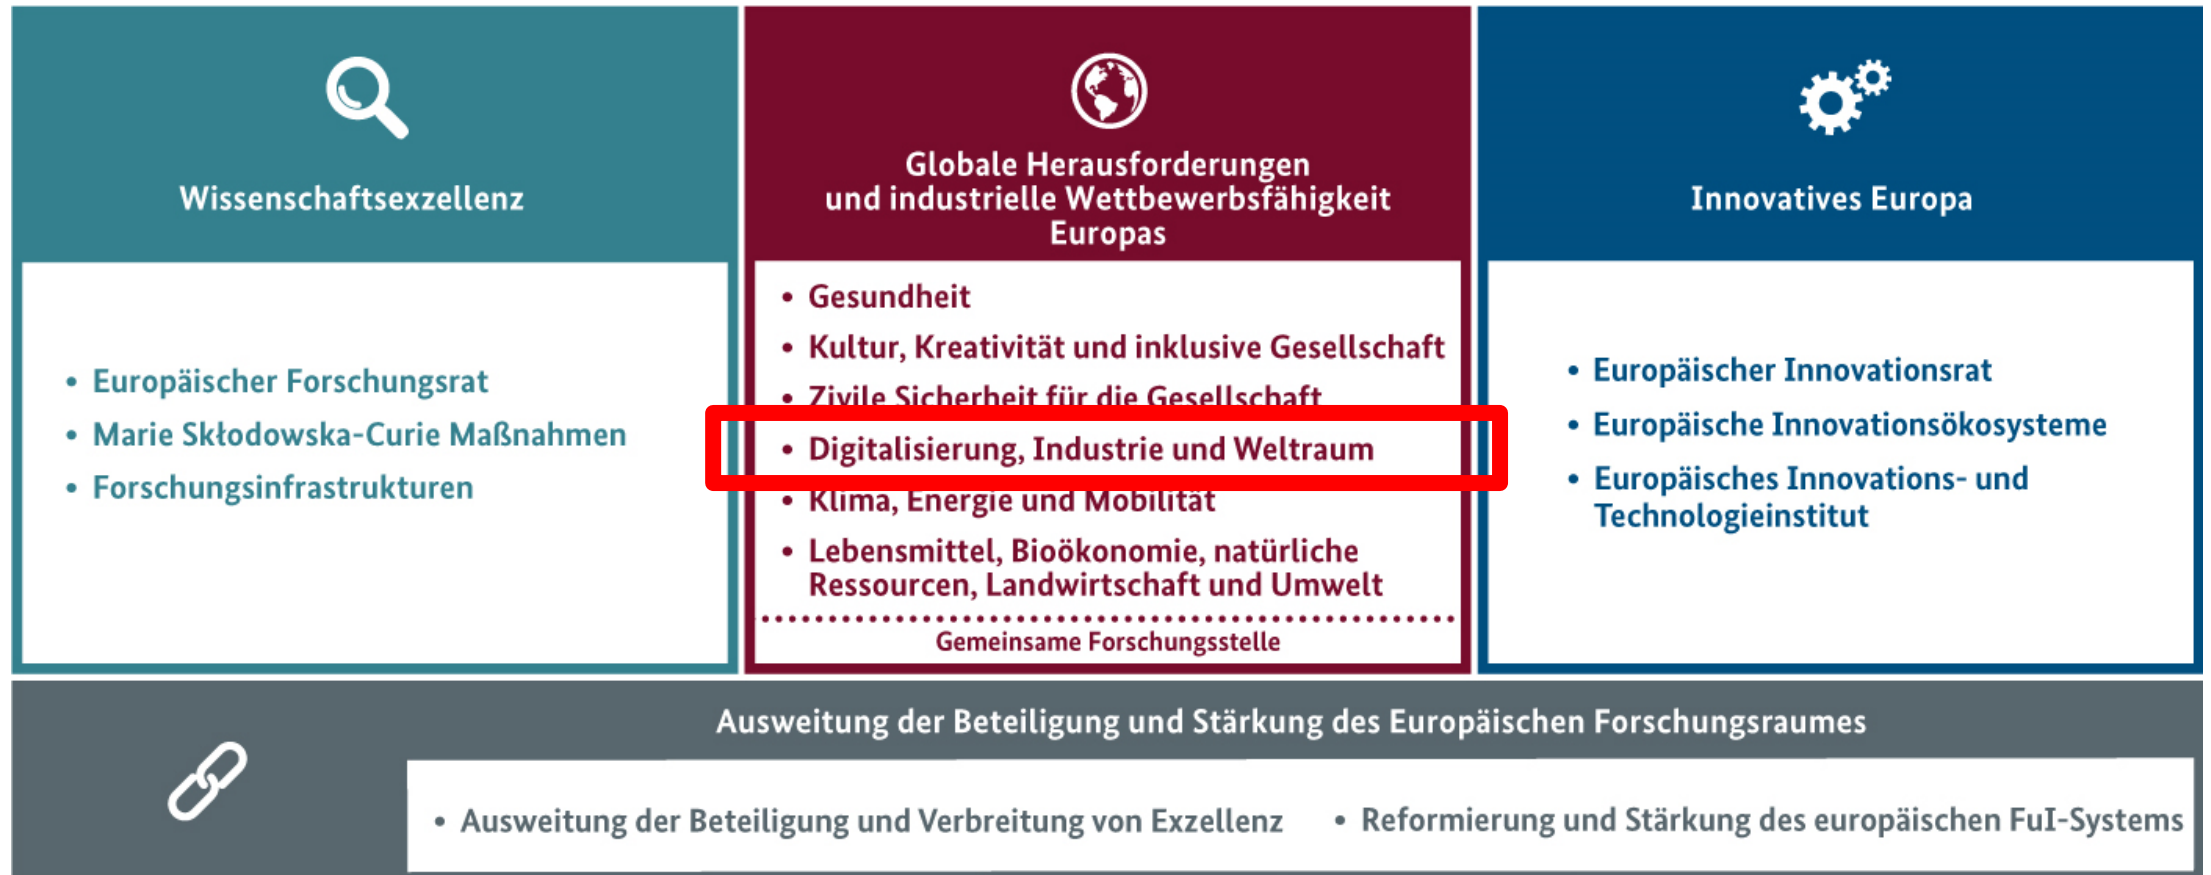 Wissenschaftsexzellenz
• Europäischer Forschungsrat
• Marie Skłodowska-Curie Maßnahmen
• Forschungsinfrastrukturen
Globale Herausforderungen
und industrielle Wettbewerbsfähigkeit
Europas
• Gesundheit
• Kultur, Kreativität und inklusive Gesellschaft
• Zivile Sicherheit für die Gesellschaft
• Digitalisierung, Industrie und Weltraum
• Klima, Energie und Mobilität
• Lebensmittel, Bioökonomie, natürliche
Ressourcen, Landwirtschaft und Umwelt
Gemeinsame Forschungsstelle
Innovatives Europa
• Europäischer Innovationsrat
• Europäische Innovationsökosysteme
• Europäisches Innovations- und
Technologieinstitut
Ausweitung der Beteiligung und Stärkung des Europäischen Forschungsraumes
• Ausweitung der Beteiligung und Verbreitung von Exzellenz • Reformierung und Stärkung des europäischen FuI-Systems